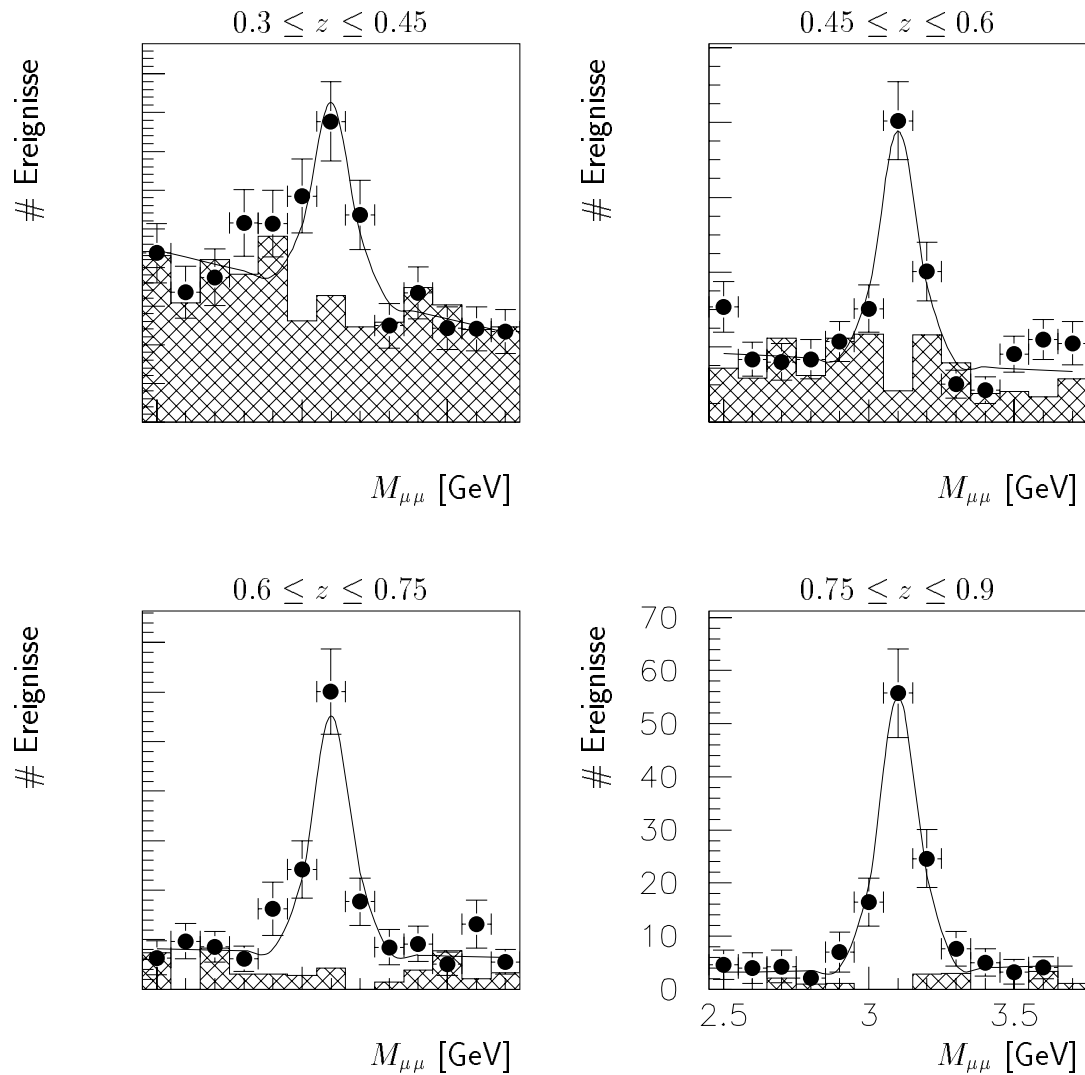 0.3 ≤ z ≤ 0.45
# Ereignisse
M_μμ [GeV]
0.45 ≤ z ≤ 0.6
# Ereignisse
M_μμ [GeV]
0.6 ≤ z ≤ 0.75
# Ereignisse
M_μμ [GeV]
0.75 ≤ z ≤ 0.9
# Ereignisse
70
60
50
40
30
20
10
0
2.5 3 3.5
M_μμ [GeV]